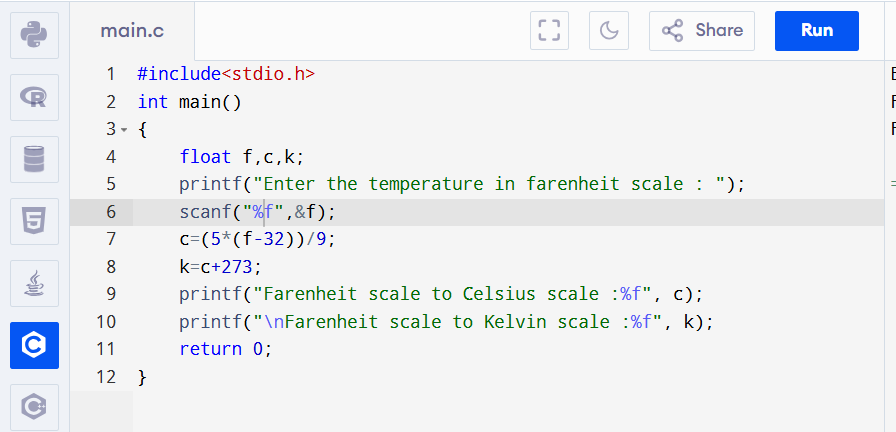 main.c
Share
Run
1 #include<stdio.h>
2 int main()
3 {
4 float f,c,k;
5 printf("Enter the temperature in farenheit scale : ");
6 scanf("%f",&f);
7 c=(5*(f-32))/9;
8 k=c+273;
9 printf("Farenheit scale to Celsius scale :%f", c);
10 printf("\nFarenheit scale to Kelvin scale :%f", k);
11 return 0;
12 }